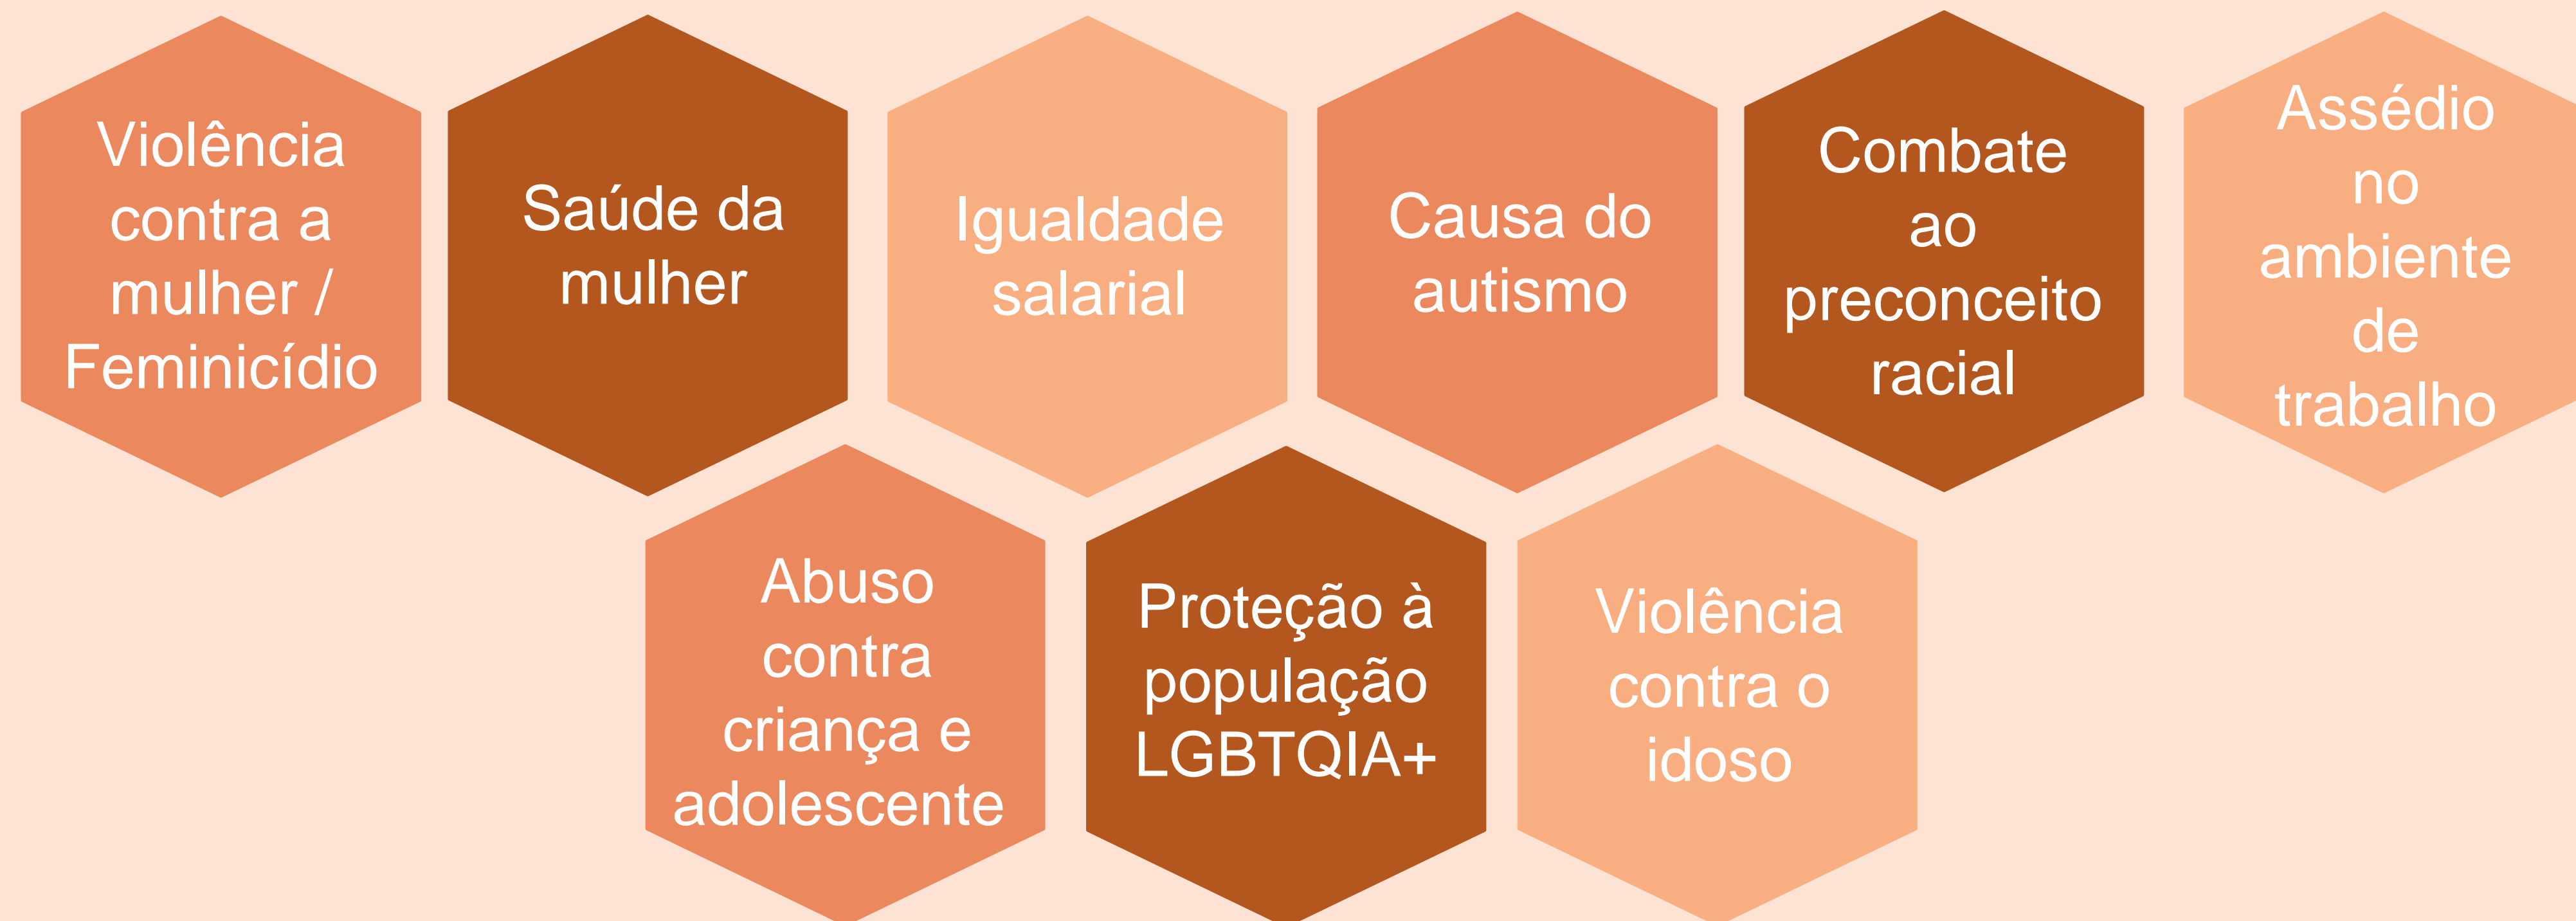 Violência
contra a
mulher /
Feminicídio
Saúde da
mulher
Igualdade
salarial
Causa do
autismo
Combate
ao
preconceito
racial
Assédio
no
ambiente
de
trabalho
Abuso
contra
criança e
adolescente
Proteção à
população
LGBTQIA+
Violência
contra o
idoso